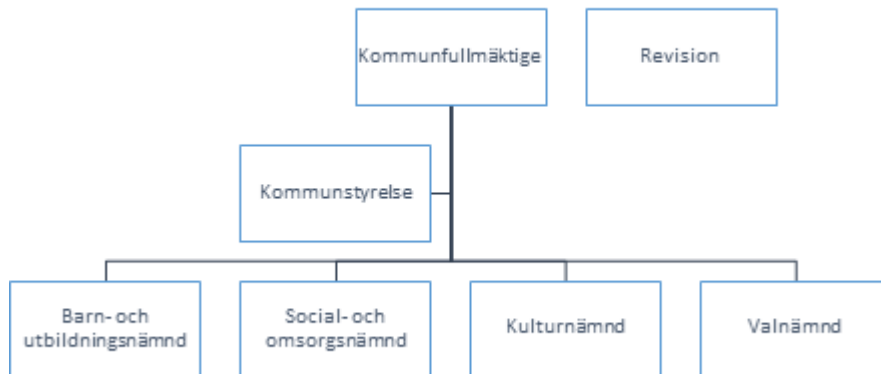 Kommunfullmäktige
Revision
Kommunstyrelse
Barn- och
utbildningsnämnd
Social- och
omsorgsnämnd
Kulturnämnd
Valnämnd